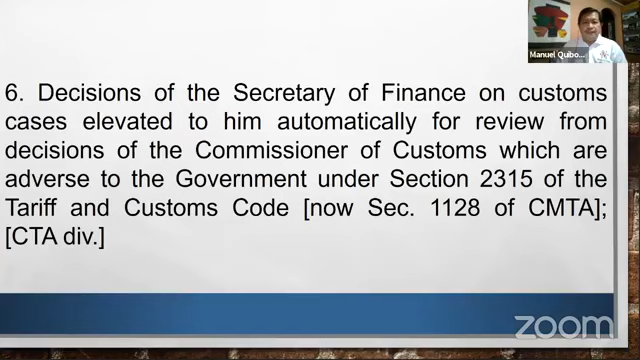 Manuel Quibo...
6. Decisions of the Secretary of Finance on customs
cases elevated to him automatically for review from
decisions of the Commissioner of Customs which are
adverse to the Government under Section 2315 of the
Tariff and Customs Code [now Sec. 1128 of CMTA];
[CTA div.]
zoom